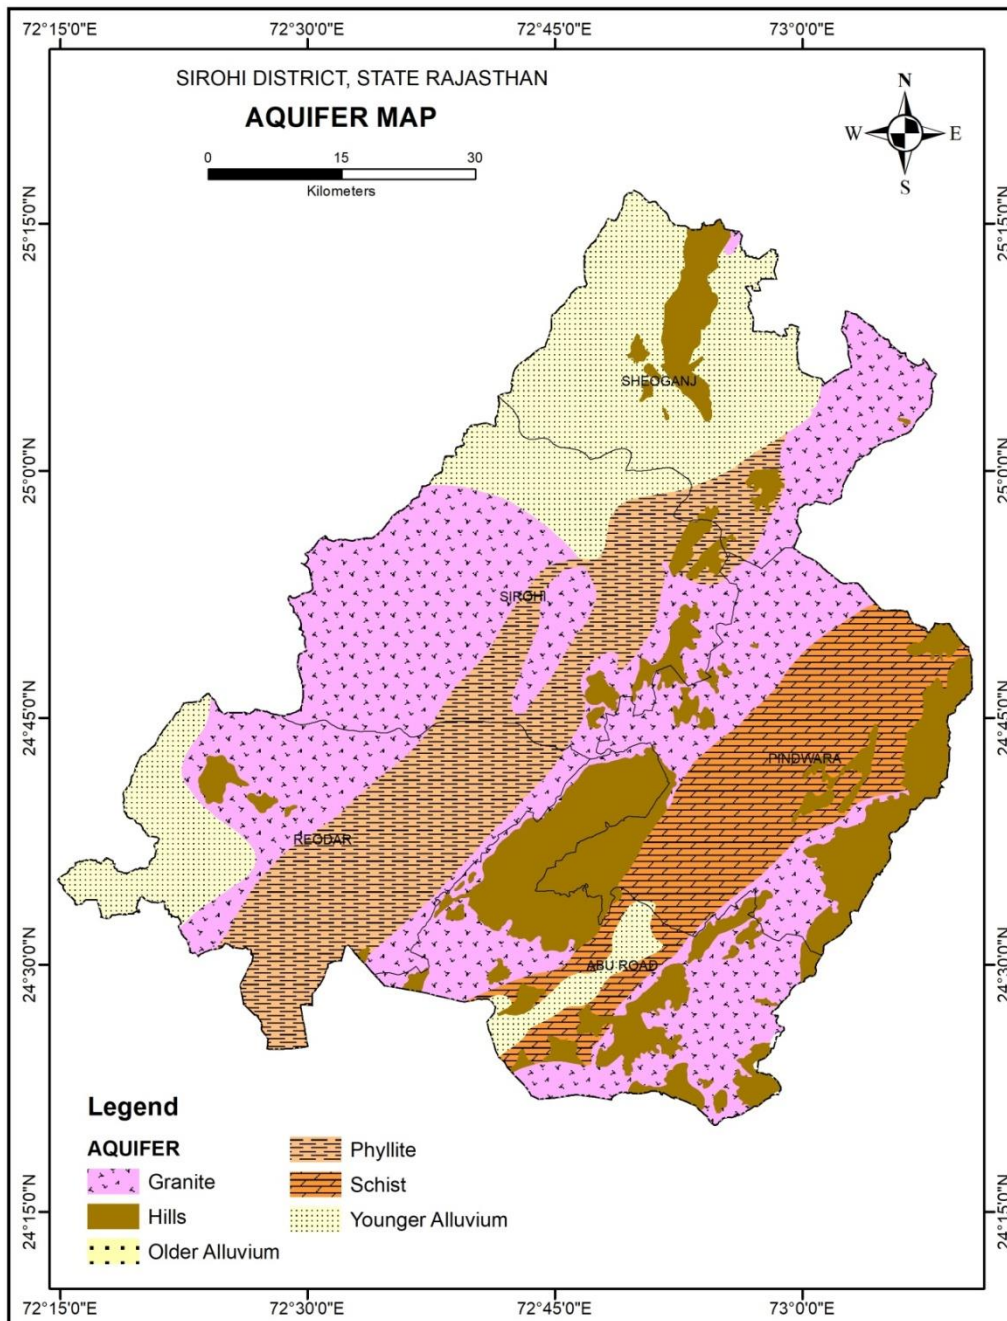 72°15'0"E 72°30'0"E 72°45'0"E 73°0'0"E
SIROHI DISTRICT, STATE RAJASTHAN
AQUIFER MAP
0 15 30
Kilometers
N
W E
S
25°15'0"N 25°15'0"N
SHEOGANJ
25°0'0"N 25°0'0"N
SIROHI
24°45'0"N 24°45'0"N
PINDWARA
REODAR
24°30'0"N 24°30'0"N
ABU ROAD
Legend
AQUIFER
Granite
Hills
Older Alluvium
Phyllite
Schist
Younger Alluvium
24°15'0"N 24°15'0"N
72°15'0"E 72°30'0"E 72°45'0"E 73°0'0"E